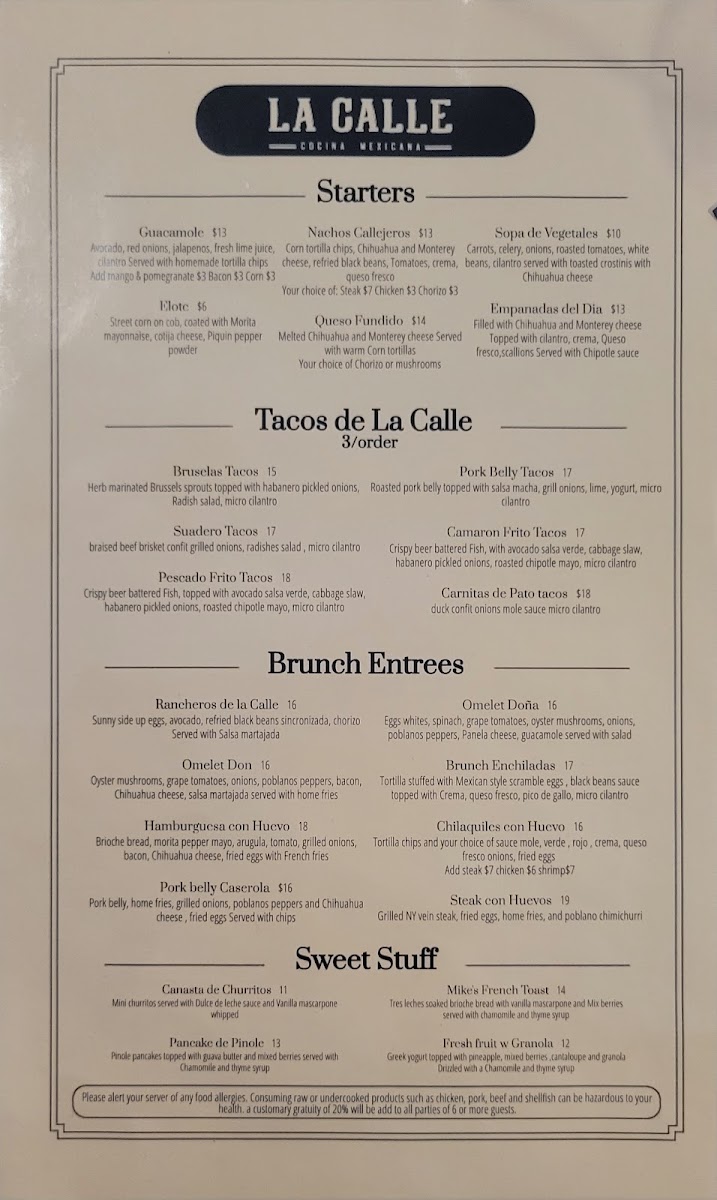 LA CALLE
COCINA MEXICANA
Starters
Guacamole $13
Avocado, red onions, jalapenos, fresh lime juice,
cilantro Served with homemade tortilla chips
Add mango & pomegranate $3 Bacon $3 Corn $3
Elote $6
Street corn on cob, coated with Morita
mayonnaise, cotija cheese, Piquin pepper
powder
Nachos Callejeros $13
Corn tortilla chips, Chihuahua and Monterey
cheese, refried black beans, Tomatoes, crema,
queso fresco
Your choice of: Steak $7 Chicken $3 Chorizo $3
Queso Fundido $14
Melted Chihuahua and Monterey cheese Served
with warm Corn tortillas
Your choice of Chorizo or mushrooms
Sopa de Vegetales $10
Carrots, celery, onions, roasted tomatoes, white
beans, cilantro served with toasted crostinis with
Chihuahua cheese
Empanadas del Dia $13
Filled with Chihuahua and Monterey cheese
Topped with cilantro, crema, Queso
fresco,scallions Served with Chipotle sauce
Tacos de La Calle
3/order
Bruselas Tacos 15
Herb marinated Brussels sprouts topped with habanero pickled onions,
Radish salad, micro cilantro
Suadero Tacos 17
braised beef brisket confit grilled onions, radishes salad , micro cilantro
Pescado Frito Tacos 18
Crispy beer battered Fish, topped with avocado salsa verde, cabbage slaw,
habanero pickled onions, roasted chipotle mayo, micro cilantro
Pork Belly Tacos 17
Roasted pork belly topped with salsa macha, grill onions, lime, yogurt, micro
cilantro
Camaron Frito Tacos 17
Crispy beer battered Fish, with avocado salsa verde, cabbage slaw,
habanero pickled onions, roasted chipotle mayo, micro cilantro
Carnitas de Pato tacos $18
duck confit onions mole sauce micro cilantro
Brunch Entrees
Rancheros de la Calle 16
Sunny side up eggs, avocado, refried black beans sincronizada, chorizo
Served with Salsa martajada
Omelet Don 16
Oyster mushrooms, grape tomatoes, onions, poblanos peppers, bacon,
Chihuahua cheese, salsa martajada served with home fries
Hamburguesa con Huevo 18
Brioche bread, morita pepper mayo, arugula, tomato, grilled onions,
bacon, Chihuahua cheese, fried eggs with French fries
Pork belly Caserola $16
Pork belly, home fries, grilled onions, poblanos peppers and Chihuahua
cheese , fried eggs Served with chips
Omelet Doña 16
Eggs whites, spinach, grape tomatoes, oyster mushrooms, onions,
poblanos peppers, Panela cheese, guacamole served with salad
Brunch Enchiladas 17
Tortilla stuffed with Mexican style scramble eggs , black beans sauce
topped with Crema, queso fresco, pico de gallo, micro cilantro
Chilaquiles con Huevo 16
Tortilla chips and your choice of sauce mole, verde , rojo , crema, queso
fresco onions, fried eggs
Add steak $7 chicken $6 shrimp$7
Steak con Huevos 19
Grilled NY vein steak, fried eggs, home fries, and poblano chimichurri
Sweet Stuff
Canasta de Churritos 11
Mini churritos served with Dulce de leche sauce and Vanilla mascarpone
whipped
Pancake de Pinole 13
Pinole pancakes topped with guava butter and mixed berries served with
Chamomile and thyme syrup
Mike's French Toast 14
Tres leches soaked brioche bread with vanilla mascarpone and Mix berries
served with chamomile and thyme syrup
Fresh fruit w Granola 12
Greek yogurt topped with pineapple, mixed berries ,cantaloupe and granola
Drizzled with a Chamomile and thyme syrup
Please alert your server of any food allergies. Consuming raw or undercooked products such as chicken, pork, beef and shellfish can be hazardous to your
health. a customary gratuity of 20% will be add to all parties of 6 or more guests.